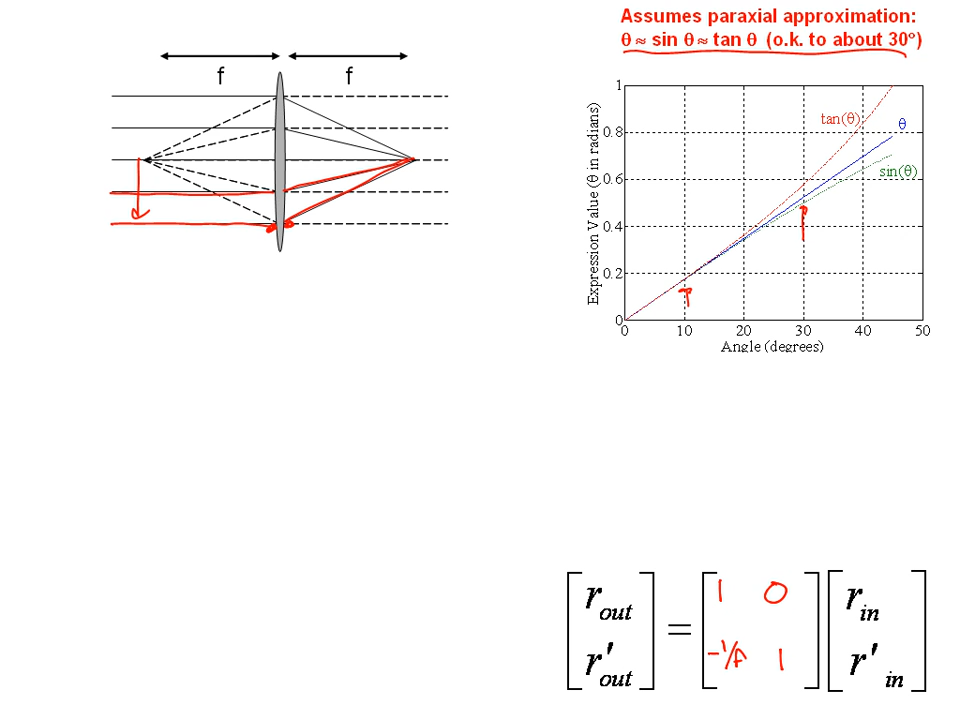 Assumes paraxial approximation:
θ ≈ sin θ ≈ tan θ (o.k. to about 30°)
f f
Expression Value (θ in radians)
1
0.8
0.6
0.4
0.2
0
tan(θ)
θ
sin(θ)
0 10 20 30 40 50
Angle (degrees)
r_out = 1 0 r_in
r'_out -1/f 1 r'_in